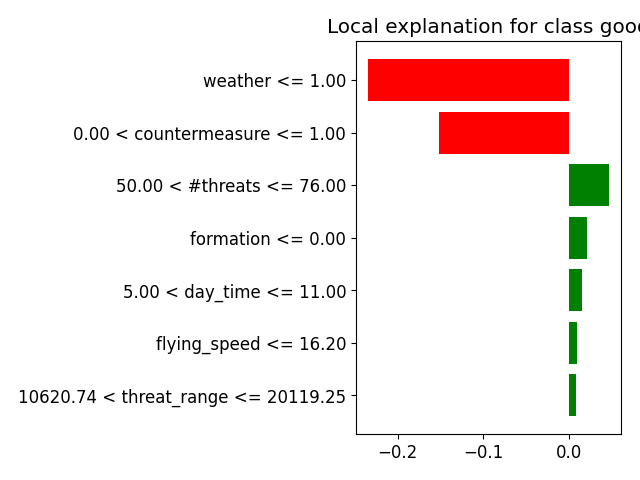 Local explanation for class good
weather <= 1.00
0.00 < countermeasure <= 1.00
50.00 < #threats <= 76.00
formation <= 0.00
5.00 < day_time <= 11.00
flying_speed <= 16.20
10620.74 < threat_range <= 20119.25
−0.2 −0.1 0.0